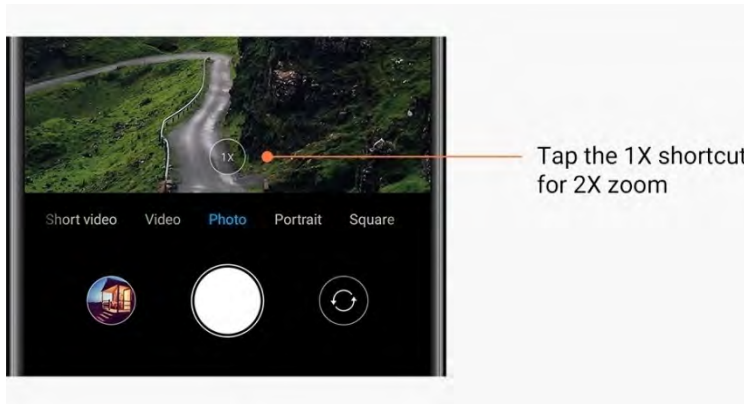 1X
Tap the 1X shortcut
for 2X zoom
Short video Video Photo Portrait Square